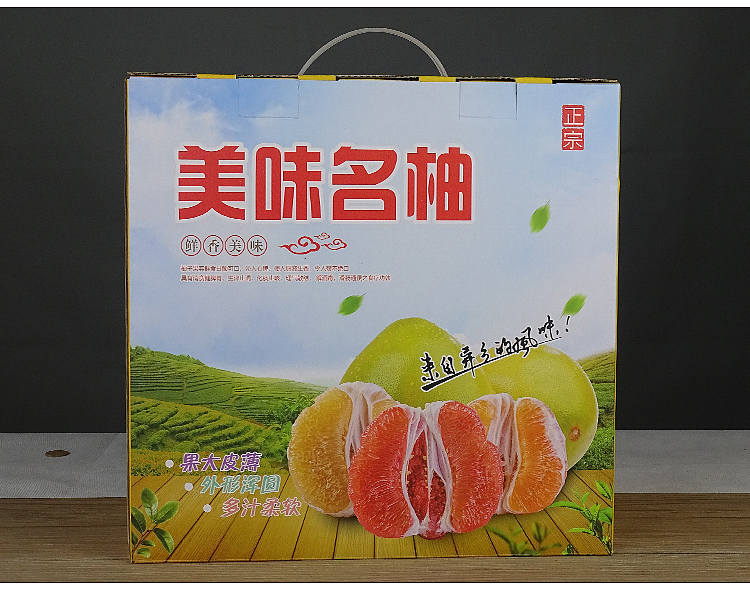 正宗
美味名柚
鲜香美味
来自异乡的風味！
果大皮薄
外形浑圆
多汁柔软